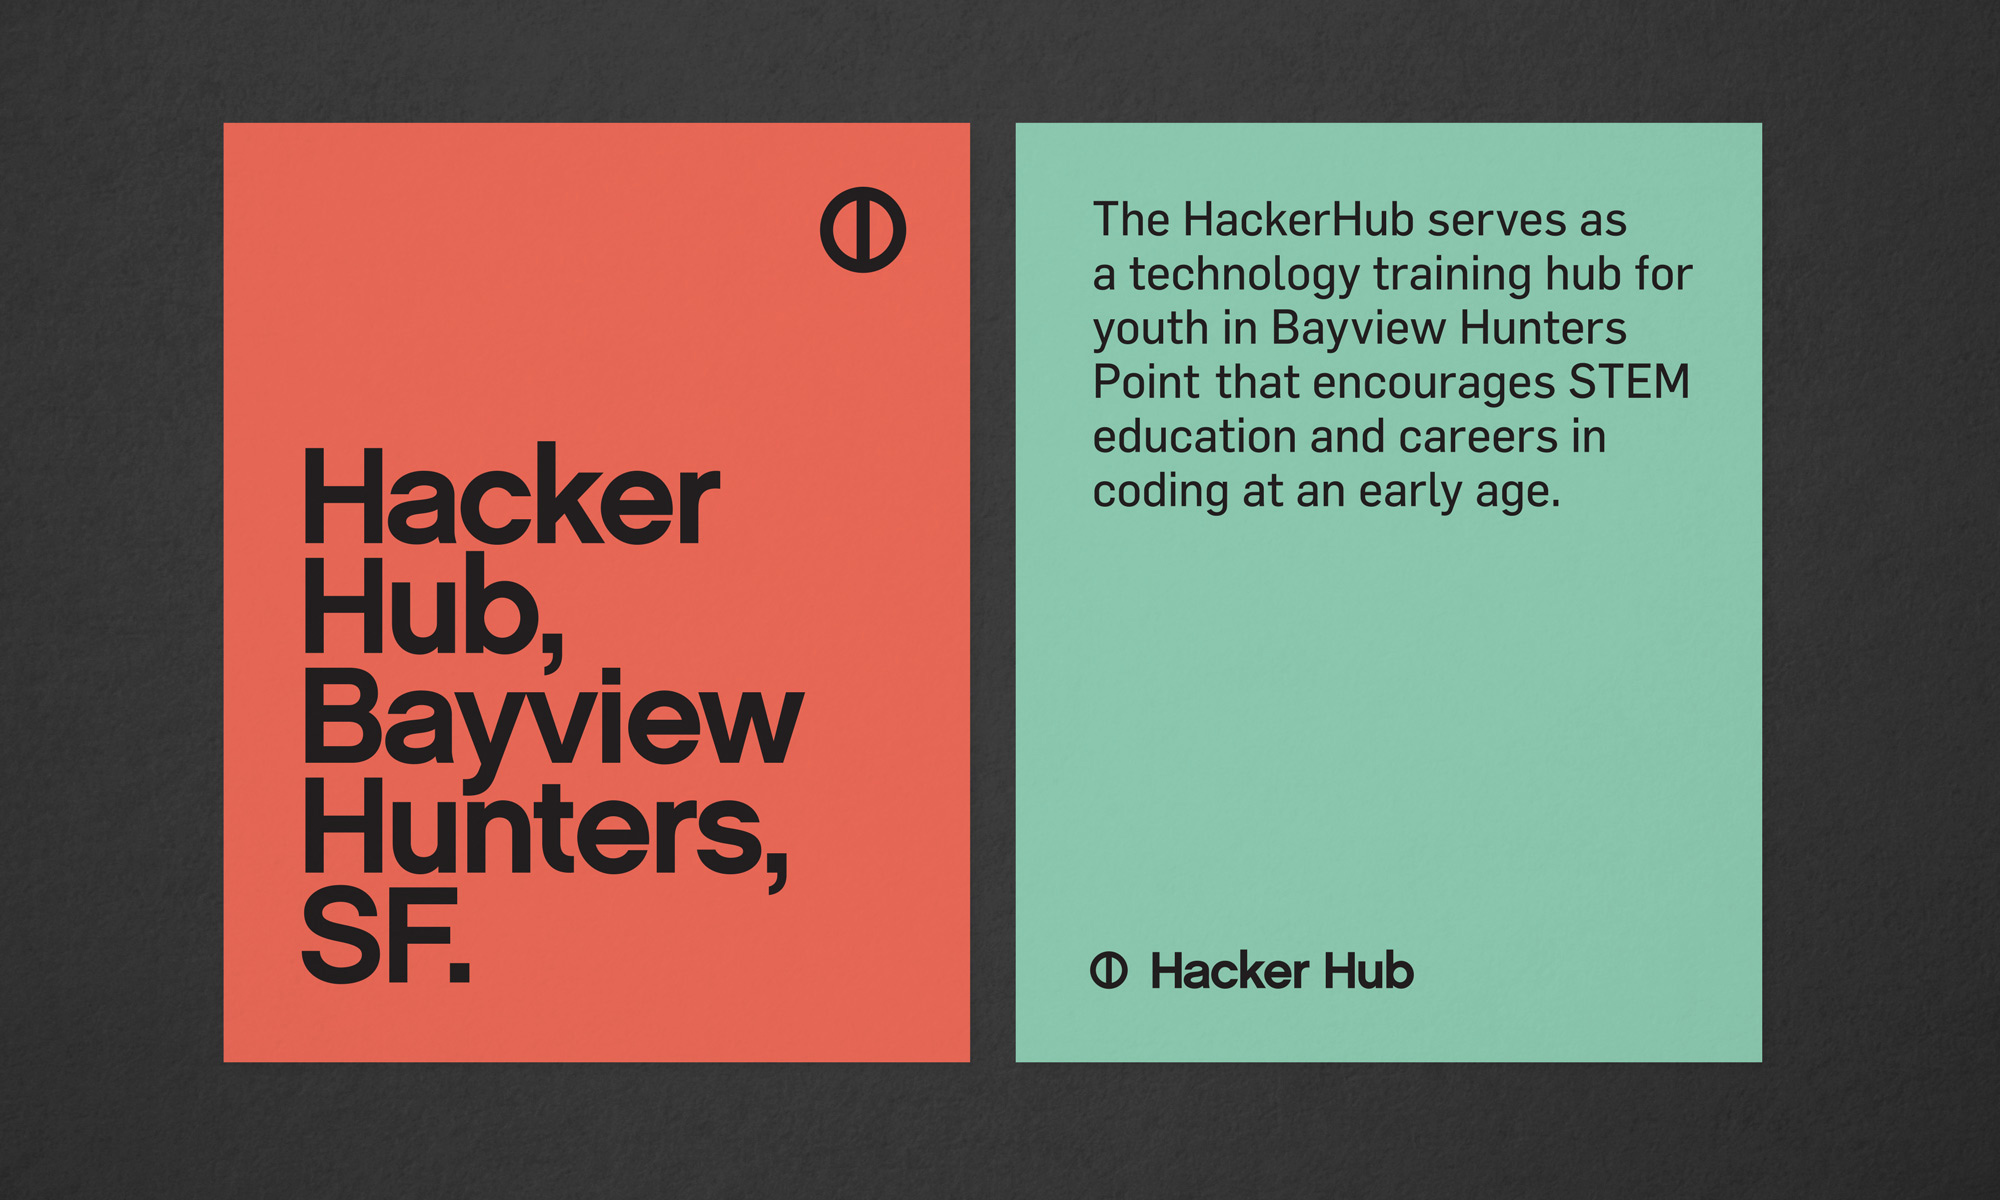 Hacker
Hub,
Bayview
Hunters,
SF.
The HackerHub serves as
a technology training hub for
youth in Bayview Hunters
Point that encourages STEM
education and careers in
coding at an early age.
Hacker Hub